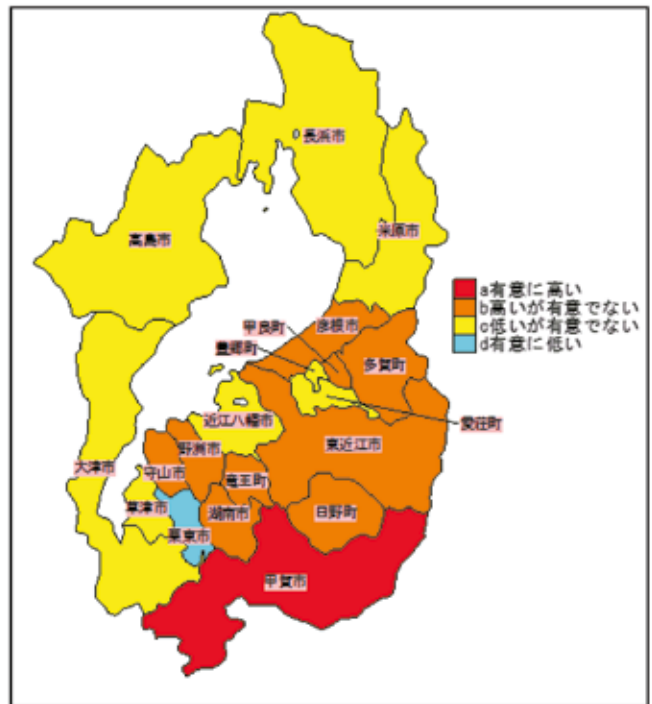 長浜市
米原市
高島市
a有意に高い
b高いが有意でない
c低いが有意でない
d有意に低い
彦根市
甲良町
豊郷町
多賀町
近江八幡市
愛荘町
東近江市
野洲市
大津市
守山市
竜王町
草津市
湖南市
日野町
栗東市
甲賀市